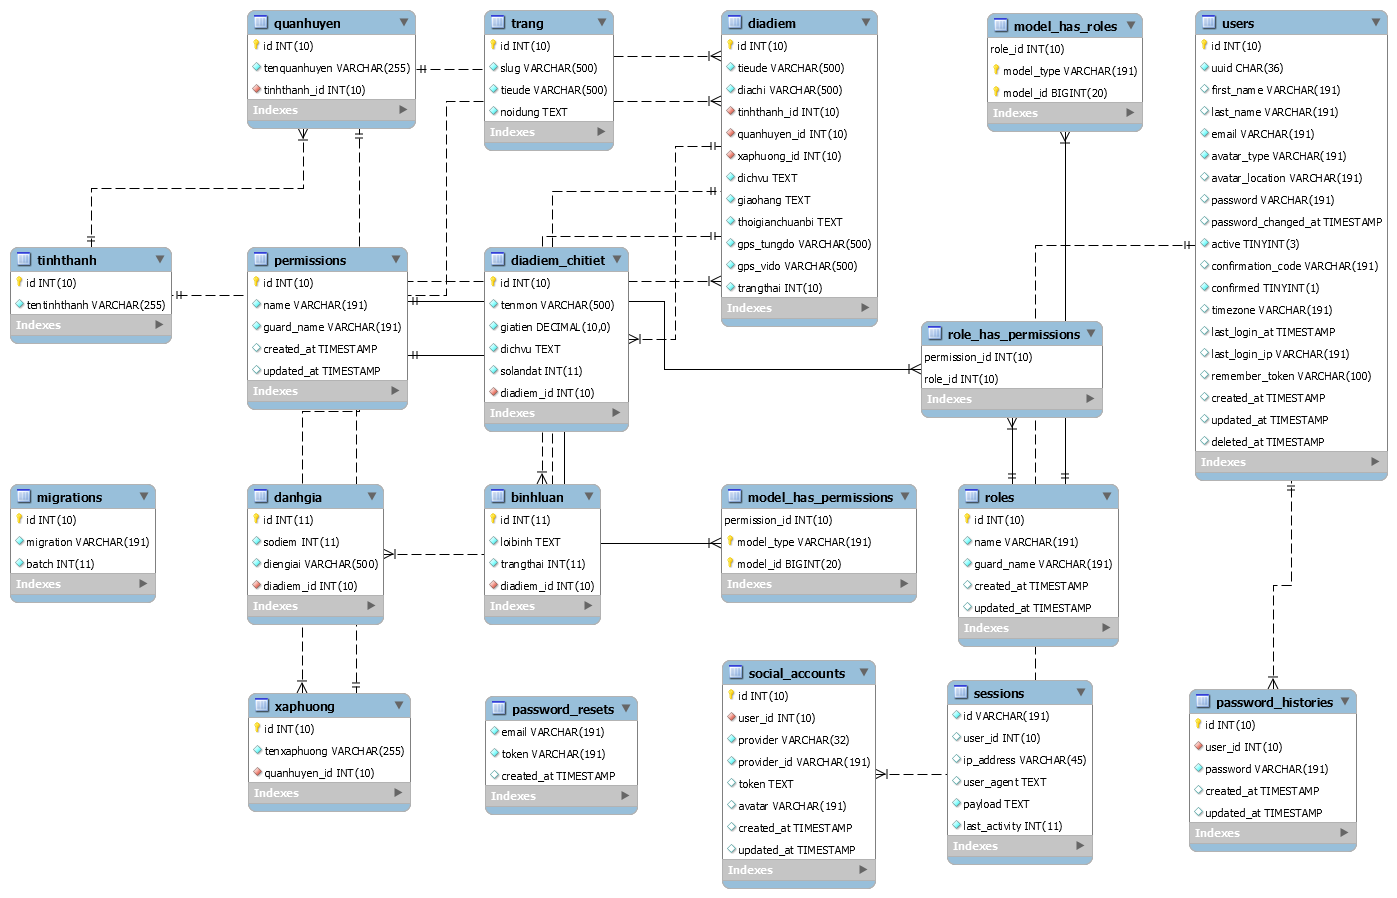 quanhuyen
id INT(10)
tenquanhuyen VARCHAR(255)
tinhthanh_id INT(10)
Indexes
trang
id INT(10)
slug VARCHAR(500)
tieude VARCHAR(500)
noidung TEXT
Indexes
diadiem
id INT(10)
tieude VARCHAR(500)
diachi VARCHAR(500)
tinhthanh_id INT(10)
quanhuyen_id INT(10)
xaphuong_id INT(10)
dichvu TEXT
giaohang TEXT
thoigianchuanbi TEXT
gps_tungdo VARCHAR(500)
gps_vido VARCHAR(500)
trangthai INT(10)
Indexes
model_has_roles
role_id INT(10)
model_type VARCHAR(191)
model_id BIGINT(20)
Indexes
users
id INT(10)
uuid CHAR(36)
first_name VARCHAR(191)
last_name VARCHAR(191)
email VARCHAR(191)
avatar_type VARCHAR(191)
avatar_location VARCHAR(191)
password VARCHAR(191)
password_changed_at TIMESTAMP
active TINYINT(3)
confirmation_code VARCHAR(191)
confirmed TINYINT(1)
timezone VARCHAR(191)
last_login_at TIMESTAMP
last_login_ip VARCHAR(191)
remember_token VARCHAR(100)
created_at TIMESTAMP
updated_at TIMESTAMP
deleted_at TIMESTAMP
Indexes
tinhthanh
id INT(10)
tentinhthanh VARCHAR(255)
Indexes
permissions
id INT(10)
name VARCHAR(191)
guard_name VARCHAR(191)
created_at TIMESTAMP
updated_at TIMESTAMP
Indexes
diadiem_chitiet
id INT(10)
tenmon VARCHAR(500)
giatien DECIMAL(10,0)
dichvu TEXT
solandat INT(11)
diadiem_id INT(10)
Indexes
role_has_permissions
permission_id INT(10)
role_id INT(10)
Indexes
migrations
id INT(10)
migration VARCHAR(191)
batch INT(11)
Indexes
danhgia
id INT(11)
sodiem INT(11)
diengiai VARCHAR(500)
diadiem_id INT(10)
Indexes
binhluan
id INT(11)
loibinh TEXT
trangthai INT(11)
diadiem_id INT(10)
Indexes
model_has_permissions
permission_id INT(10)
model_type VARCHAR(191)
model_id BIGINT(20)
Indexes
roles
id INT(10)
name VARCHAR(191)
guard_name VARCHAR(191)
created_at TIMESTAMP
updated_at TIMESTAMP
Indexes
xaphuong
id INT(10)
tenxaphuong VARCHAR(255)
quanhuyen_id INT(10)
Indexes
password_resets
email VARCHAR(191)
token VARCHAR(191)
created_at TIMESTAMP
Indexes
social_accounts
id INT(10)
user_id INT(10)
provider VARCHAR(32)
provider_id VARCHAR(191)
token TEXT
avatar VARCHAR(191)
created_at TIMESTAMP
updated_at TIMESTAMP
Indexes
sessions
id VARCHAR(191)
user_id INT(10)
ip_address VARCHAR(45)
user_agent TEXT
payload TEXT
last_activity INT(11)
Indexes
password_histories
id INT(10)
user_id INT(10)
password VARCHAR(191)
created_at TIMESTAMP
updated_at TIMESTAMP
Indexes